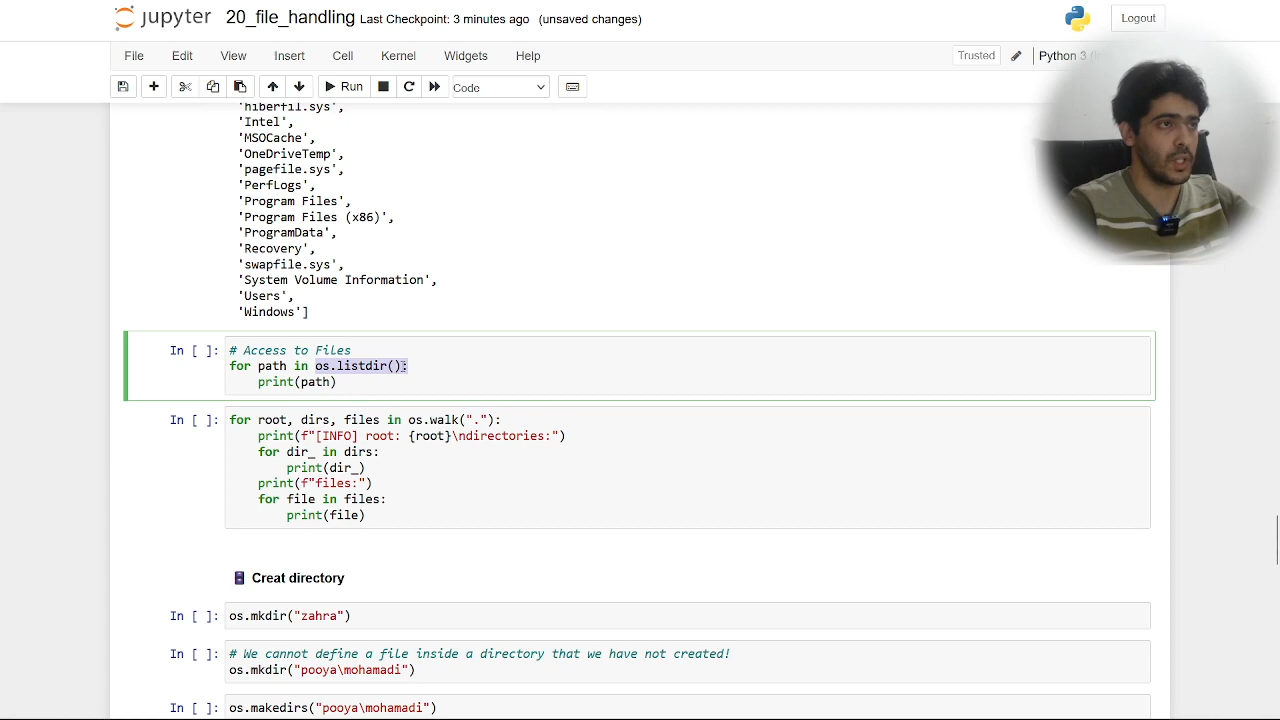 jupyter 20_file_handling Last Checkpoint: 3 minutes ago (unsaved changes) Logout
File Edit View Insert Cell Kernel Widgets Help Trusted Python 3
Run Code
'hiberfil.sys',
'Intel',
'MSOCache',
'OneDriveTemp',
'pagefile.sys',
'PerfLogs',
'Program Files',
'Program Files (x86)',
'ProgramData',
'Recovery',
'swapfile.sys',
'System Volume Information',
'Users',
'Windows']
In [ ]: # Access to Files
for path in os.listdir():
print(path)
In [ ]: for root, dirs, files in os.walk("."):
print(f"[INFO] root: {root}\ndirectories:")
for dir_ in dirs:
print(dir_)
print(f"files:")
for file in files:
print(file)
Creat directory
In [ ]: os.mkdir("zahra")
In [ ]: # We cannot define a file inside a directory that we have not created!
os.mkdir("pooya\mohamadi")
In [ ]: os.makedirs("pooya\mohamadi")